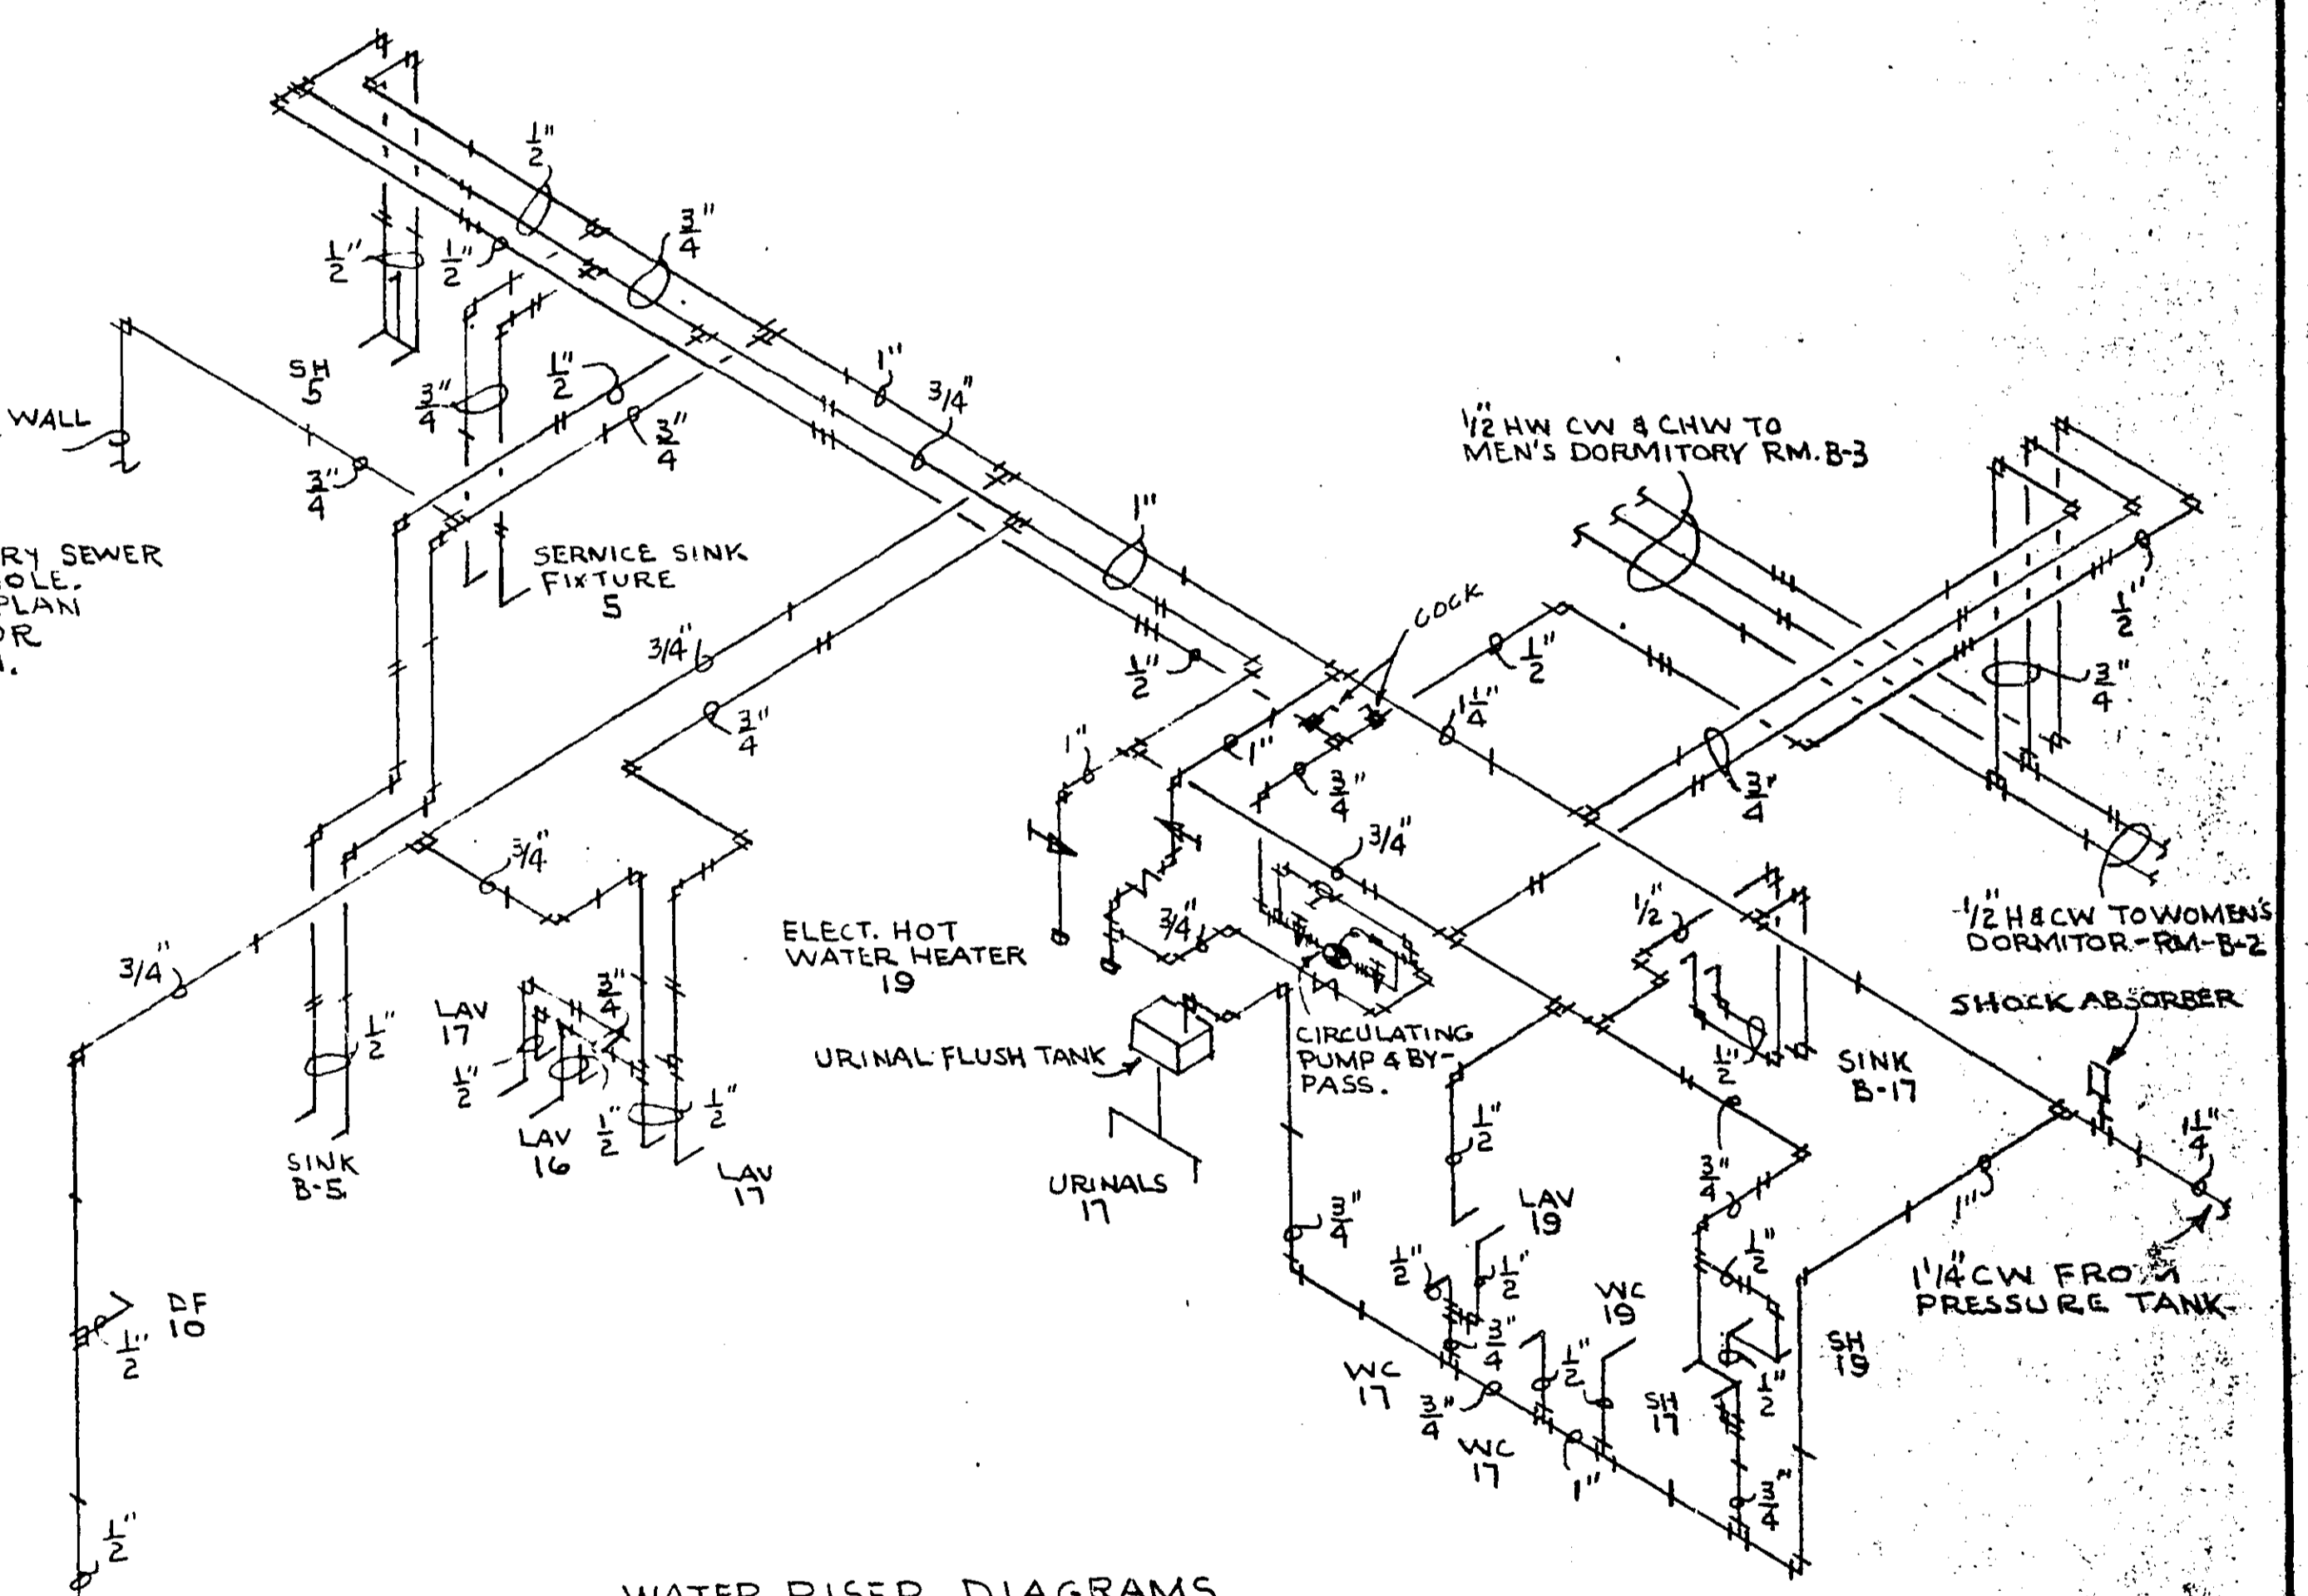 1/2"
3/4"
1/2"
1/2"
SH
5
3/4"
1/2"
1"
3/4"
3/4"
WALL
3/4"
1/2" HW CW & CHW TO
MEN'S DORMITORY RM. B-3
1"
RY SEWER
OLE.
PLAN
OR
SERNICE SINK
FIXTURE
5
COCK
1/2"
3/4"
1/2"
1/2"
3/4"
3/4"
1"
1"
1 1/4"
3/4"
3/4"
3/4"
3/4"
1/2"
-1/2" H & CW TO WOMEN'S
DORMITOR-RM-B-2
ELECT. HOT
WATER HEATER
19
3/4"
3/4"
SHOCK ABSORBER
LAV
17
3/4"
1/2"
1/2"
URINAL FLUSH TANK
CIRCULATING
PUMP & BY-
PASS.
1/2"
SINK
B-17
LAV
16
1/2"
1/2"
1/2"
1 1/4"
SINK
B-5
LAV
17
URINALS
17
3/4"
LAV
19
3/4"
1"
1/2"
1/2"
1/2"
1 1/4" CW FROM
PRESSURE TANK
DF
10
1/2"
WC
19
SH
19
3/4"
WC
17
1/2"
3/4"
SH
17
1/2"
WC
17
1"
3/4"
1/2"
WATER RISER DIAGRAMS